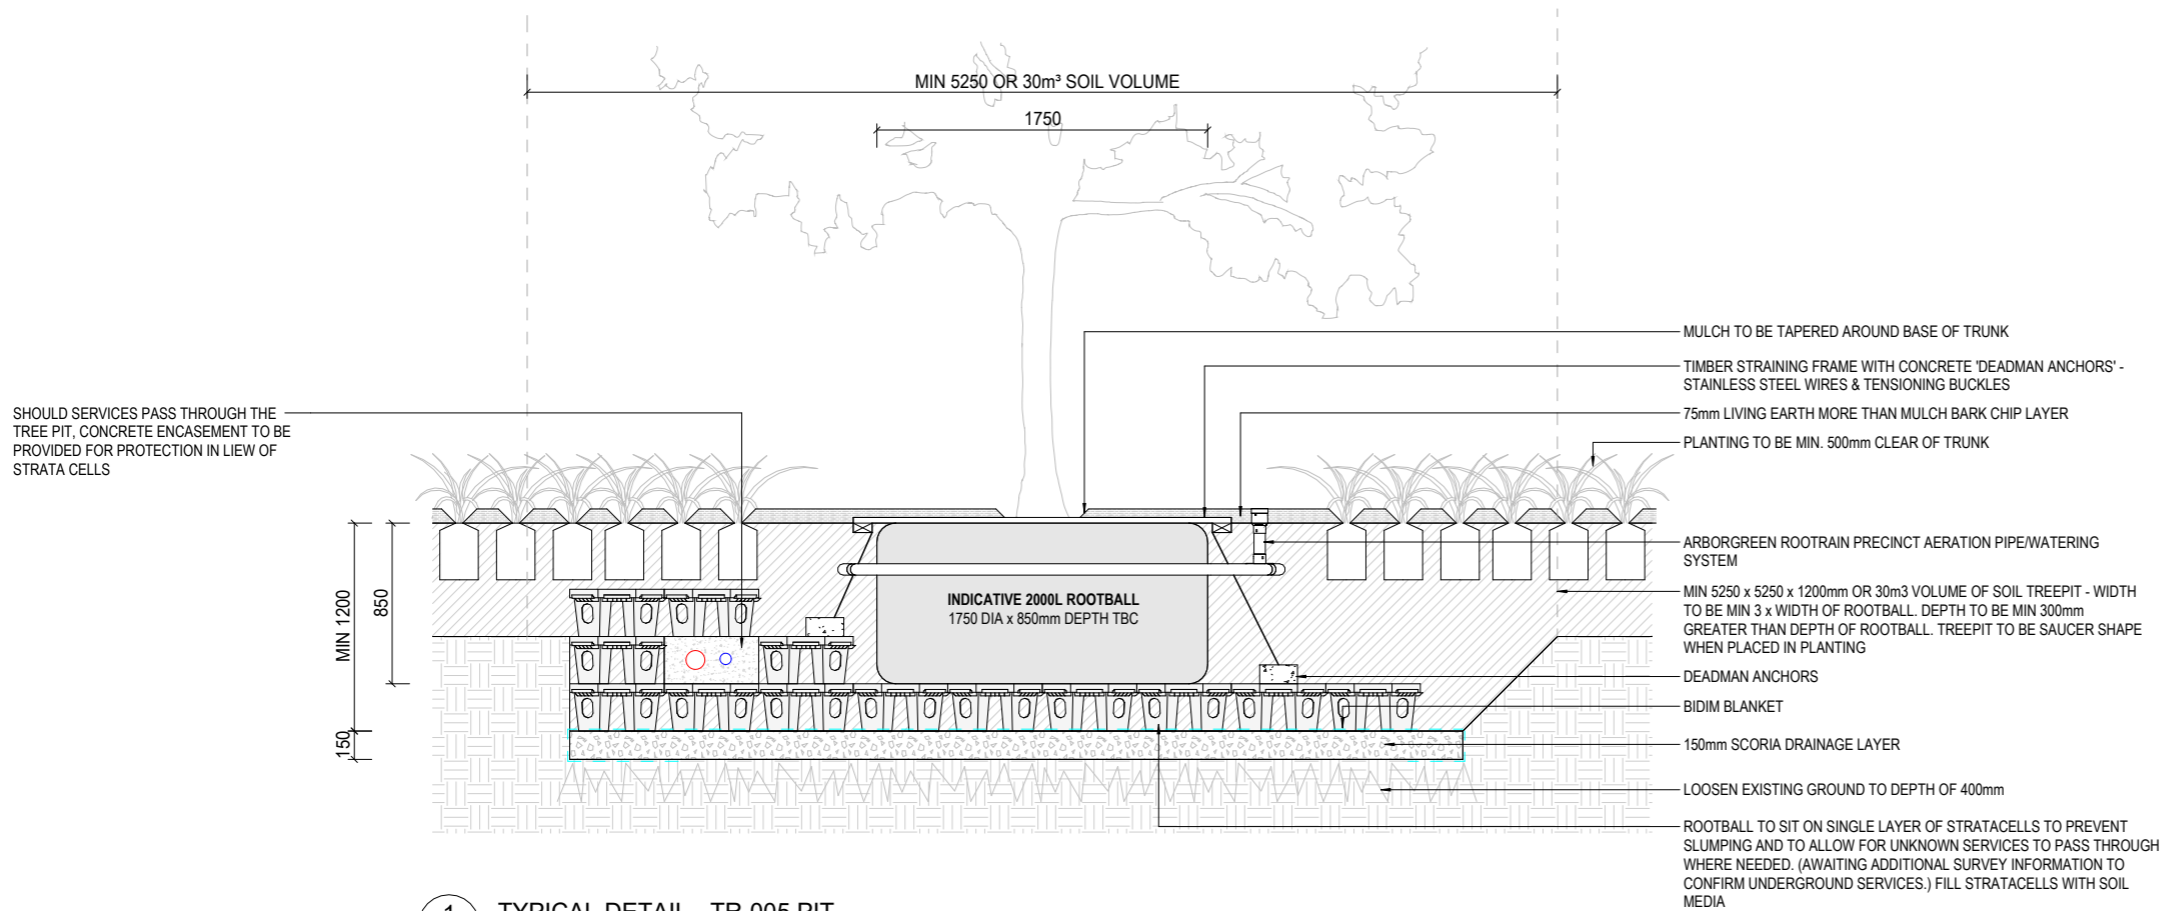 MIN 5250 OR 30m³ SOIL VOLUME
1750
MULCH TO BE TAPERED AROUND BASE OF TRUNK
TIMBER STRAINING FRAME WITH CONCRETE 'DEADMAN ANCHORS' -
STAINLESS STEEL WIRES & TENSIONING BUCKLES
75mm LIVING EARTH MORE THAN MULCH BARK CHIP LAYER
PLANTING TO BE MIN. 500mm CLEAR OF TRUNK
SHOULD SERVICES PASS THROUGH THE
TREE PIT, CONCRETE ENCASEMENT TO BE
PROVIDED FOR PROTECTION IN LIEW OF
STRATA CELLS
ARBORGREEN ROOTRAIN PRECINCT AERATION PIPE/WATERING
SYSTEM
MIN 5250 x 5250 x 1200mm OR 30m3 VOLUME OF SOIL TREEPIT - WIDTH
TO BE MIN 3 x WIDTH OF ROOTBALL. DEPTH TO BE MIN 300mm
GREATER THAN DEPTH OF ROOTBALL. TREEPIT TO BE SAUCER SHAPE
WHEN PLACED IN PLANTING
MIN 1200
850
150
INDICATIVE 2000L ROOTBALL
1750 DIA x 850mm DEPTH TBC
DEADMAN ANCHORS
BIDIM BLANKET
150mm SCORIA DRAINAGE LAYER
LOOSEN EXISTING GROUND TO DEPTH OF 400mm
ROOTBALL TO SIT ON SINGLE LAYER OF STRATACELLS TO PREVENT
SLUMPING AND TO ALLOW FOR UNKNOWN SERVICES TO PASS THROUGH
WHERE NEEDED. (AWAITING ADDITIONAL SURVEY INFORMATION TO
CONFIRM UNDERGROUND SERVICES.) FILL STRATACELLS WITH SOIL
MEDIA
1
TYPICAL DETAIL - TR-005 PIT